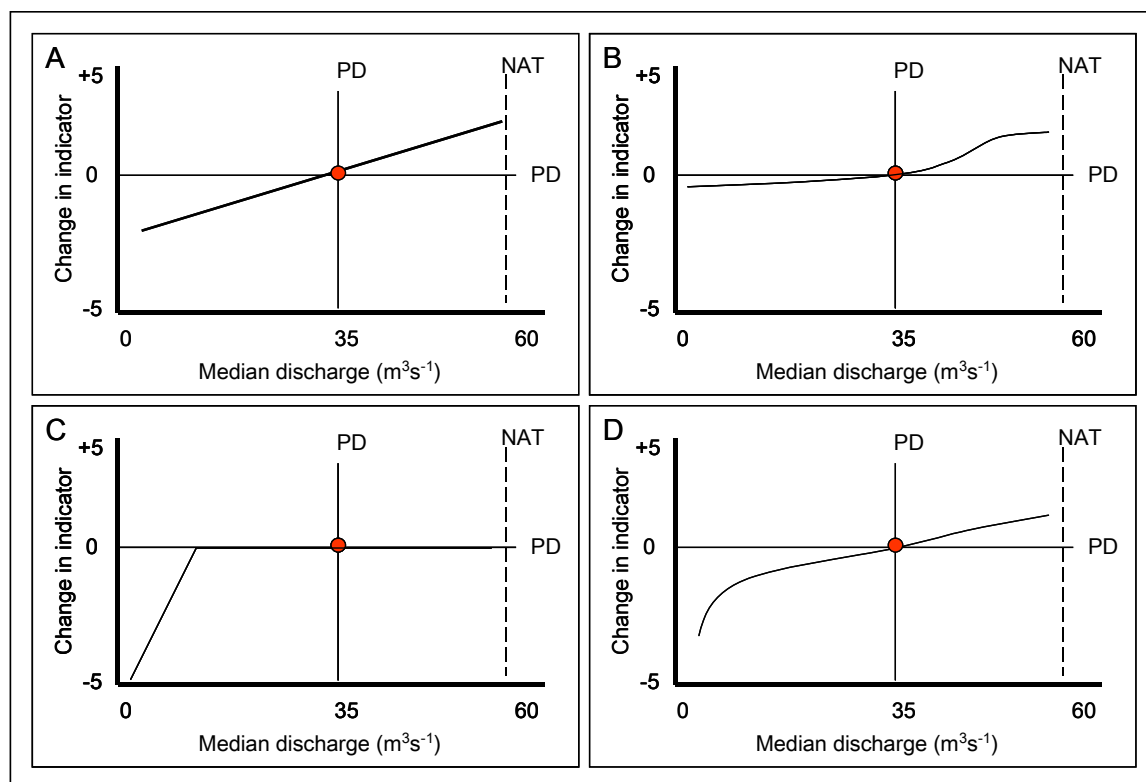 A
PD
NAT
+5
0
PD
-5
Change in indicator
0 35 60
Median discharge (m³s⁻¹)
B
PD
NAT
+5
0
PD
-5
Change in indicator
0 35 60
Median discharge (m³s⁻¹)
C
PD
NAT
+5
0
PD
-5
Change in indicator
0 35 60
Median discharge (m³s⁻¹)
D
PD
NAT
+5
0
PD
-5
Change in indicator
0 35 60
Median discharge (m³s⁻¹)